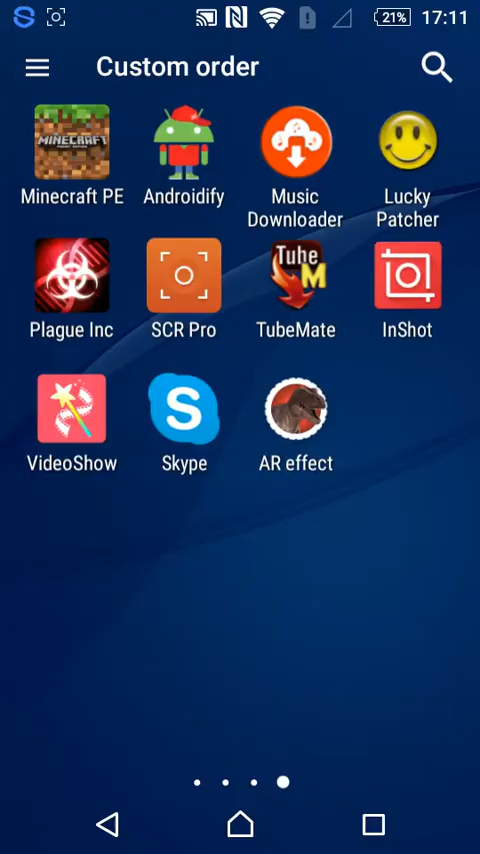 21% 17:11
Custom order
MINECRAFT
Minecraft PE
Androidify
Music
Downloader
Lucky
Patcher
Plague Inc
SCR Pro
Tube
M
TubeMate
InShot
VideoShow
S
Skype
AR effect